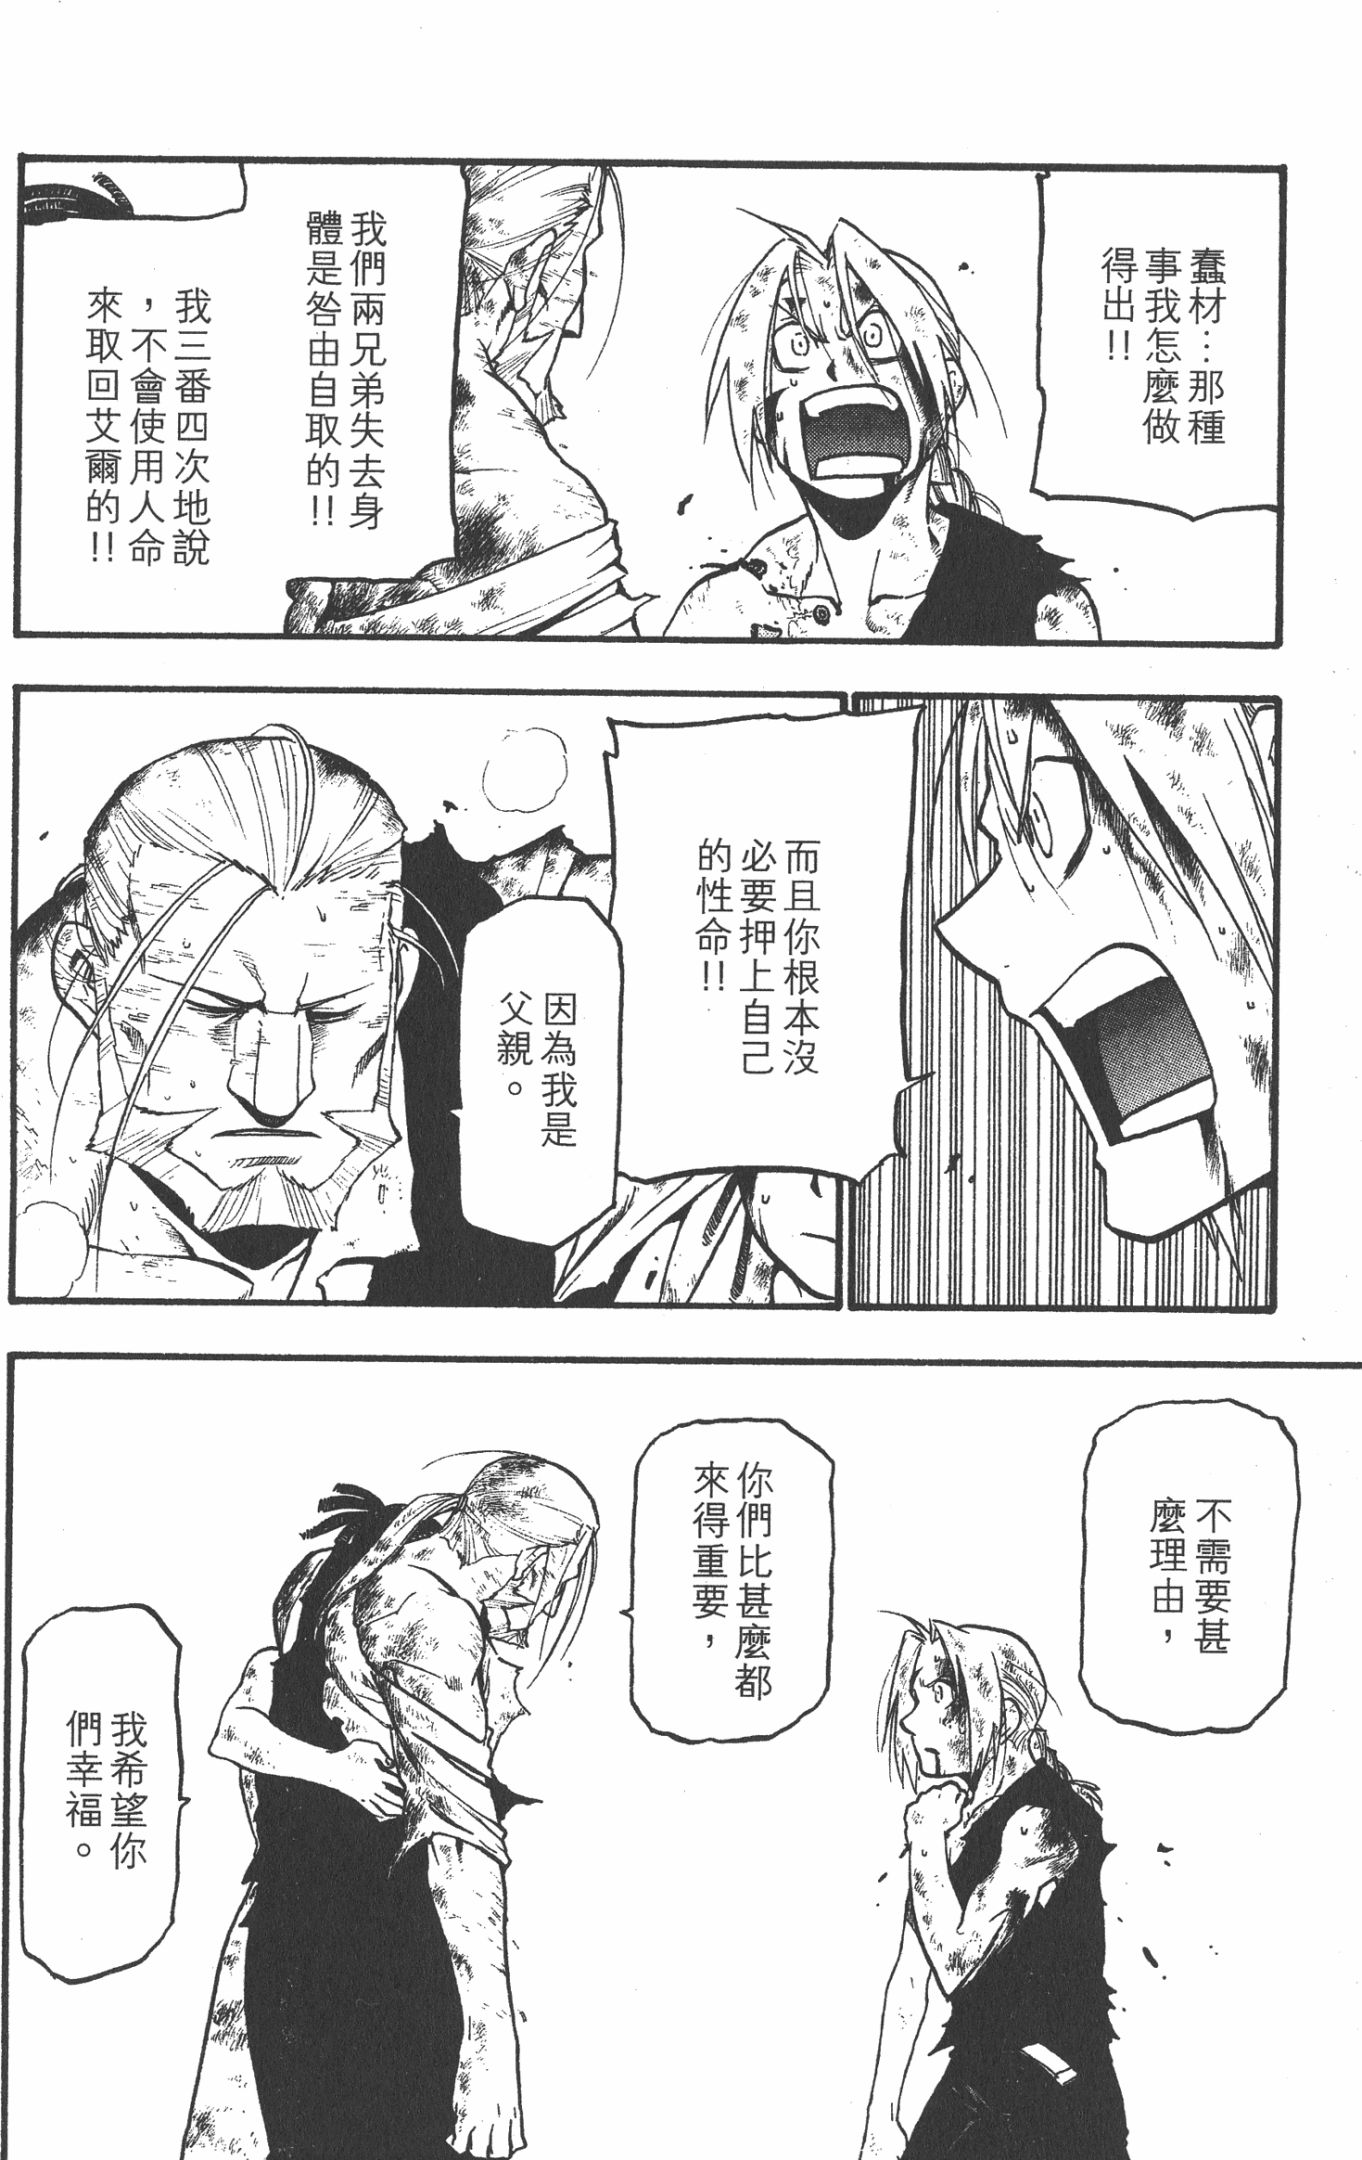 蠢材…那種
事我怎麼做
得出!!
我們兩兄弟失去身
體是咎由自取的!!
我三番四次地說
，不會使用人命
來取回艾爾的!!
而且你根本沒
必要押上自己
的性命!!
因為我是
父親。
不需要甚
麼理由，
你們比甚麼都
來得重要，
我希望你
們幸福。